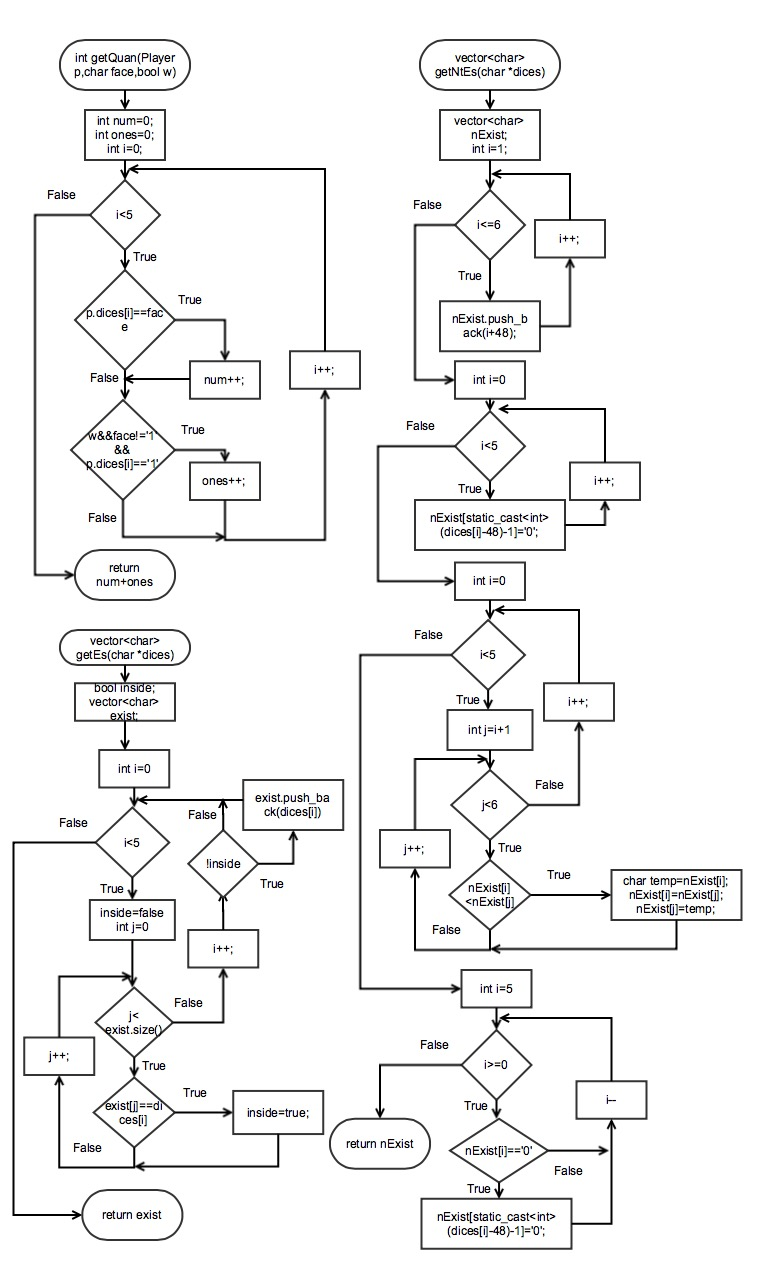 int getQuan(Player
p,char face,bool w)
int num=0;
int ones=0;
int i=0;
False
i<5
True
p.dices[i]==fac
e
True
num++;
False
i++;
w&&face!='1
&&
p.dices[i]=='1'
True
ones++;
False
return
num+ones
vector<char>
getEs(char *dices)
bool inside;
vector<char>
exist;
int i=0
exist.push_ba
ck(dices[i])
False
False
i<5
!inside
True
True
inside=false
int j=0
i++;
j<
exist.size()
False
j++;
True
exist[j]==di
ces[i]
True
inside=true;
False
return exist
vector<char>
getNtEs(char *dices)
vector<char>
nExist;
int i=1;
False
i<=6
i++;
True
nExist.push_b
ack(i+48);
int i=0
False
i<5
i++;
True
nExist[static_cast<int>
(dices[i]-48)-1]='0';
int i=0
False
i<5
True
i++;
int j=i+1
False
j<6
j++;
True
nExist[i]
<nExist[j]
True
char temp=nExist[i];
nExist[i]=nExist[j];
nExist[j]=temp;
False
int i=5
False
i>=0
True
i--
return nExist
nExist[i]=='0'
False
True
nExist[static_cast<int>
(dices[i]-48)-1]='0';